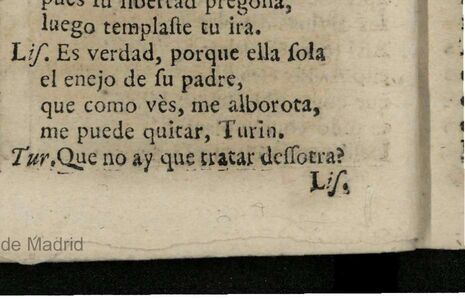 pues su libertad pregona,
luego templaste tu ira.
Lis. Es verdad, porque ella sola
el enejo de su padre,
que como vès, me alborota,
me puede quitar, Turin.
Tur. Que no ay que tratar dessotra?
Lis.
de Madrid